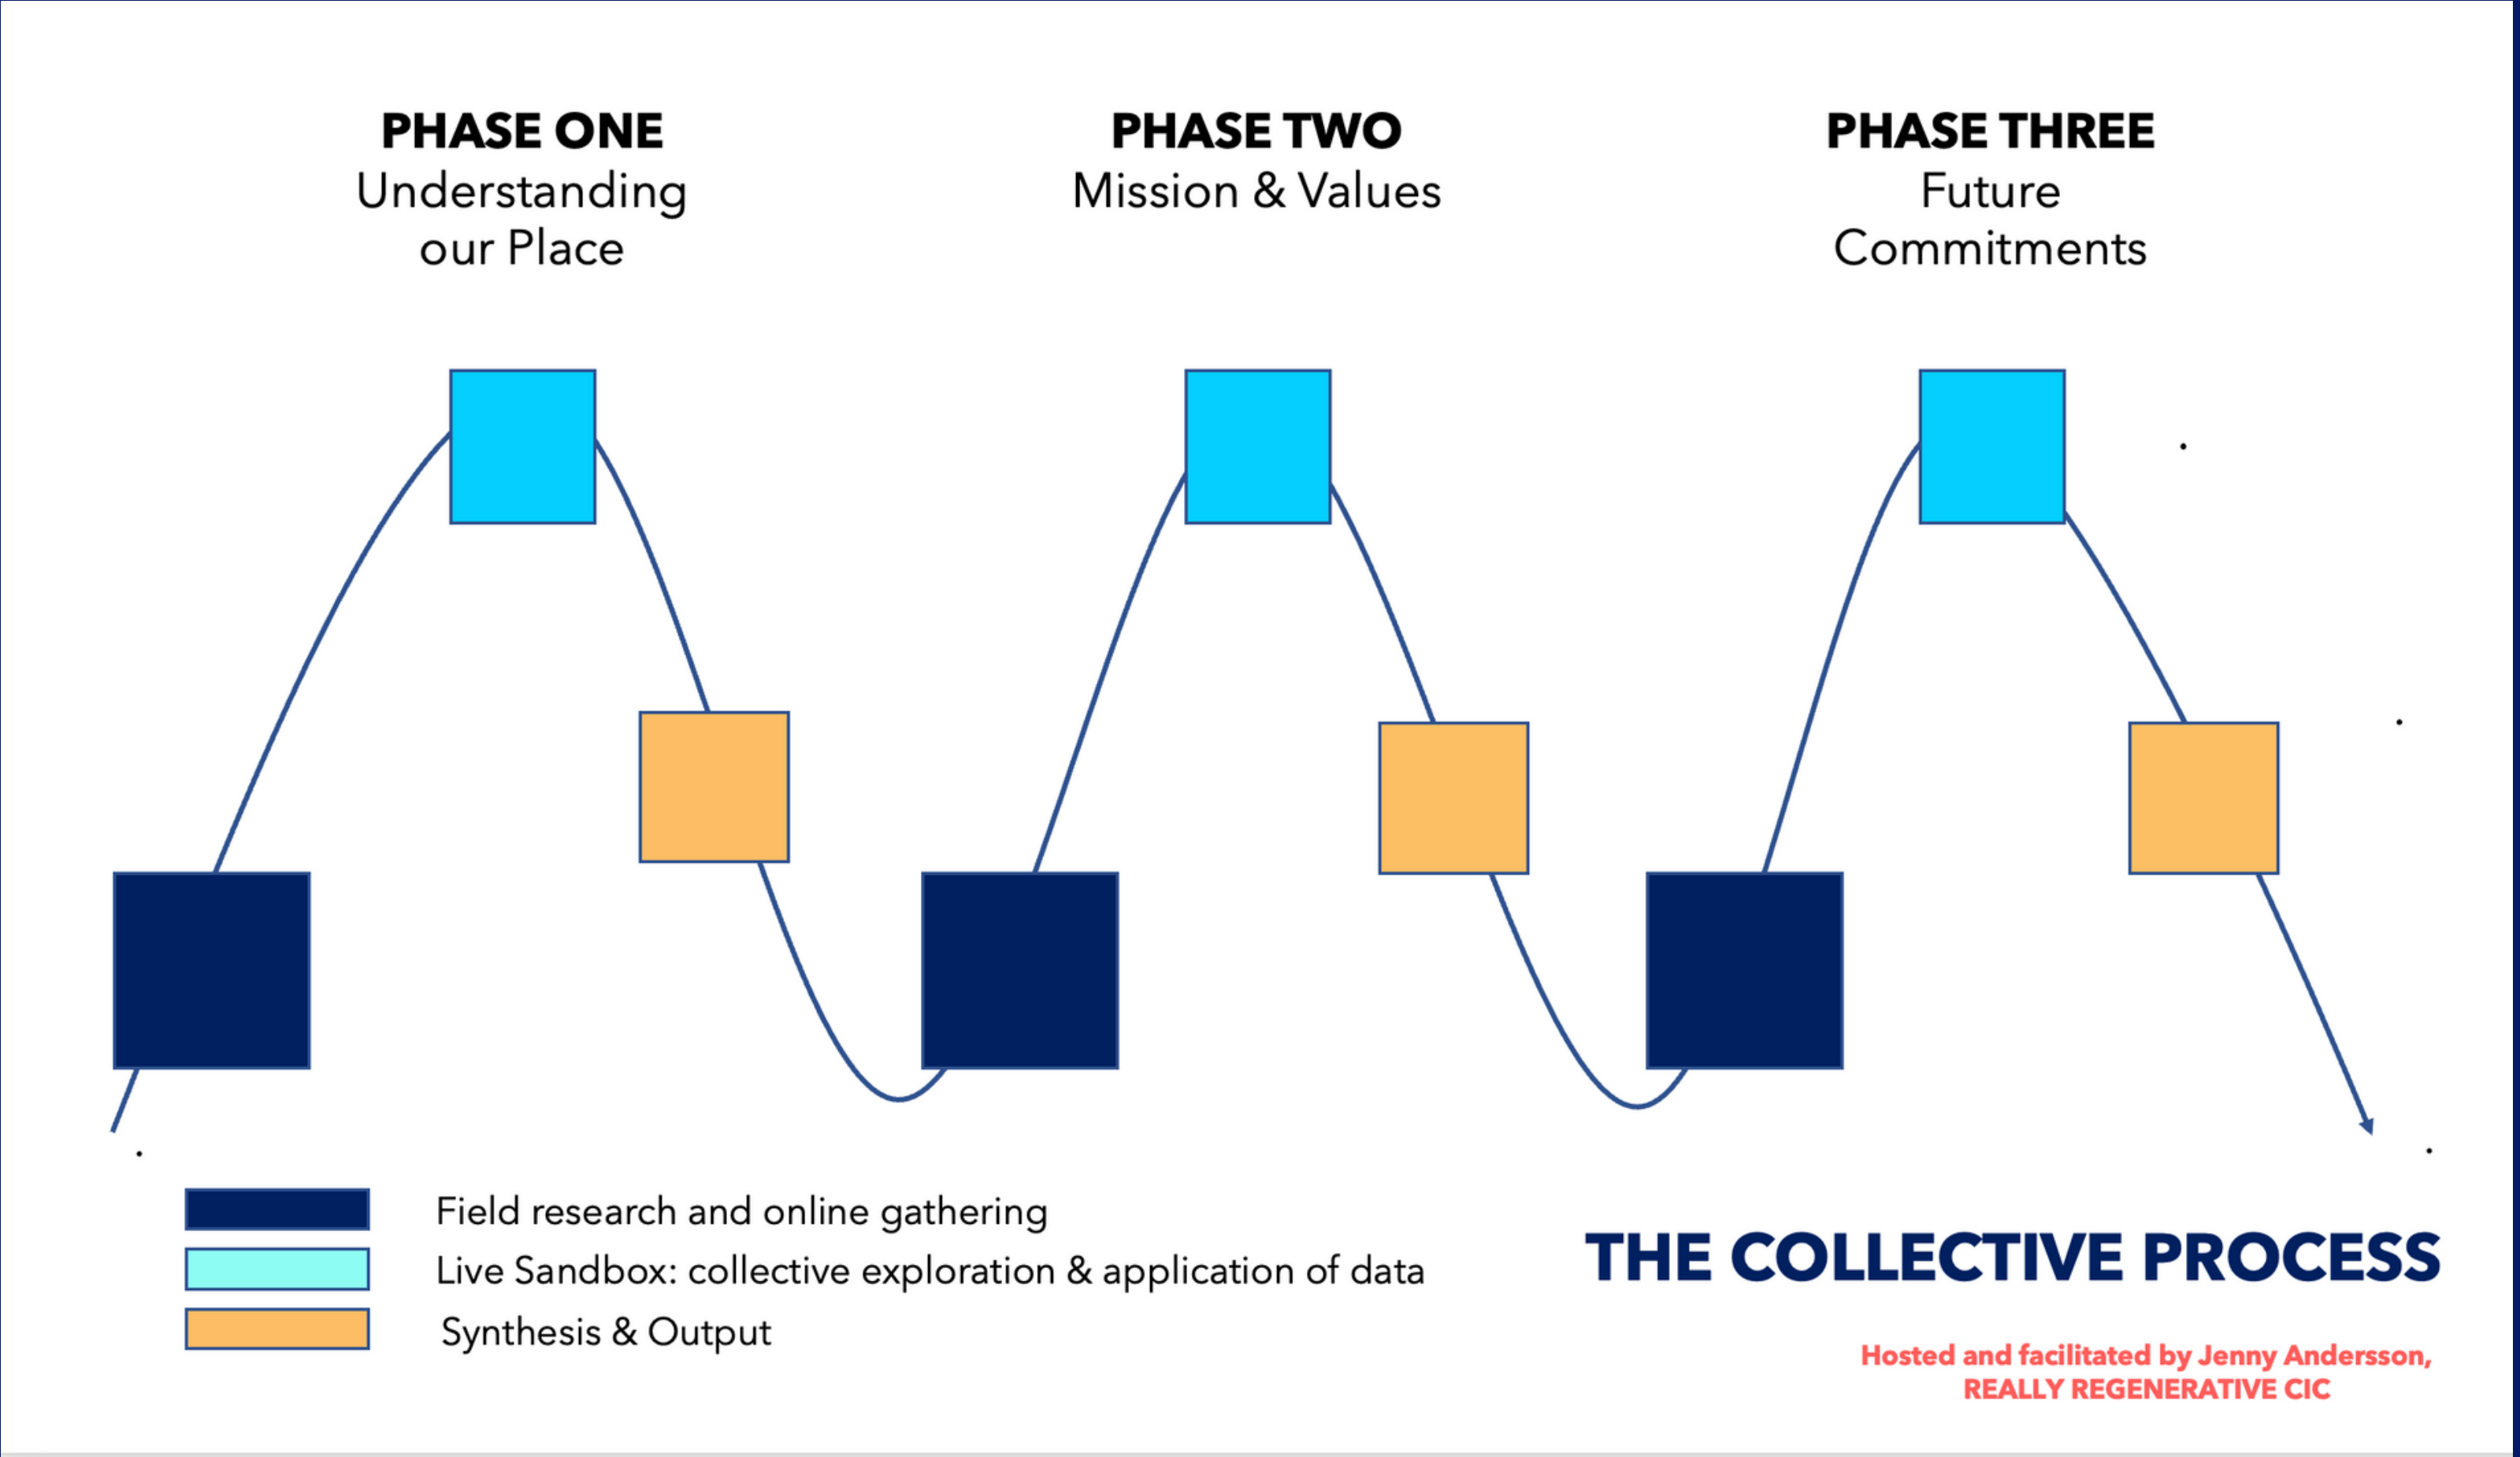 PHASE ONE
Understanding
our Place
PHASE TWO
Mission & Values
PHASE THREE
Future
Commitments
Field research and online gathering
Live Sandbox: collective exploration & application of data
Synthesis & Output
THE COLLECTIVE PROCESS
Hosted and facilitated by Jenny Andersson,
REALLY REGENERATIVE CIC